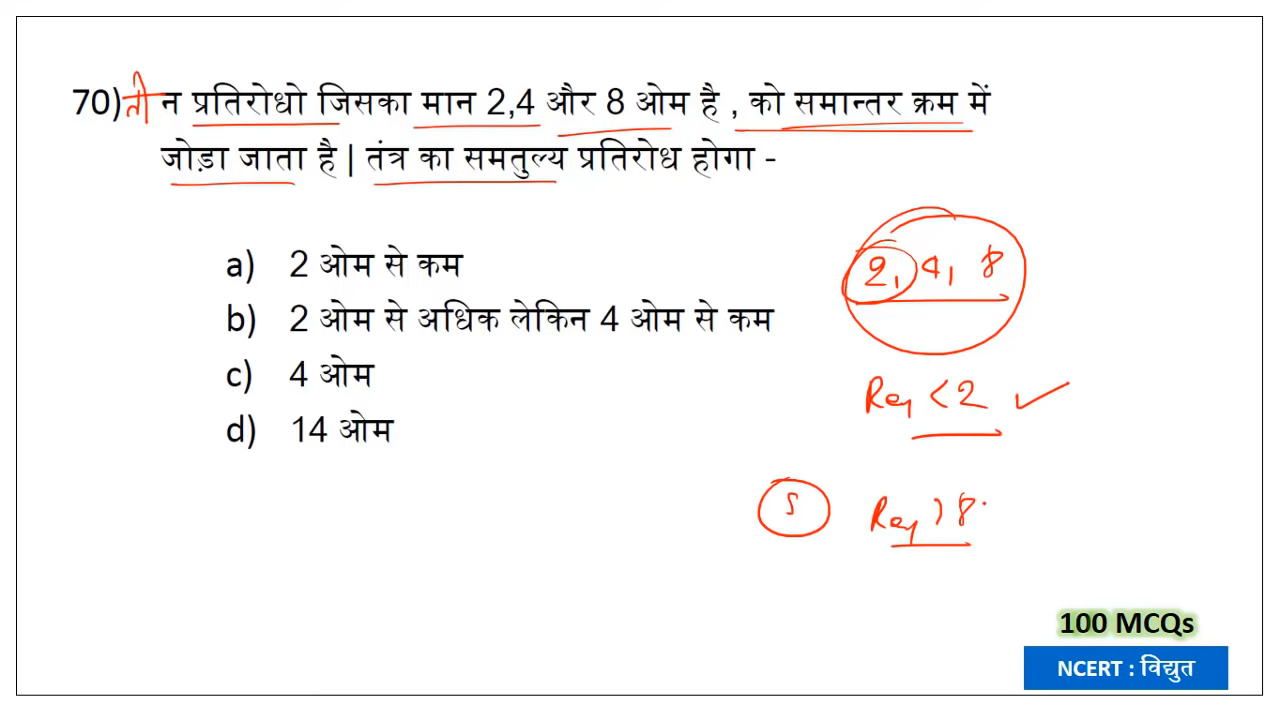 70) तीन प्रतिरोधो जिसका मान 2,4 और 8 ओम है , को समान्तर क्रम में
जोड़ा जाता है | तंत्र का समतुल्य प्रतिरोध होगा -
a) 2 ओम से कम
b) 2 ओम से अधिक लेकिन 4 ओम से कम
c) 4 ओम
d) 14 ओम
2, 4, 8
Req < 2 ✓
S Req > 8
100 MCQs
NCERT : विद्युत